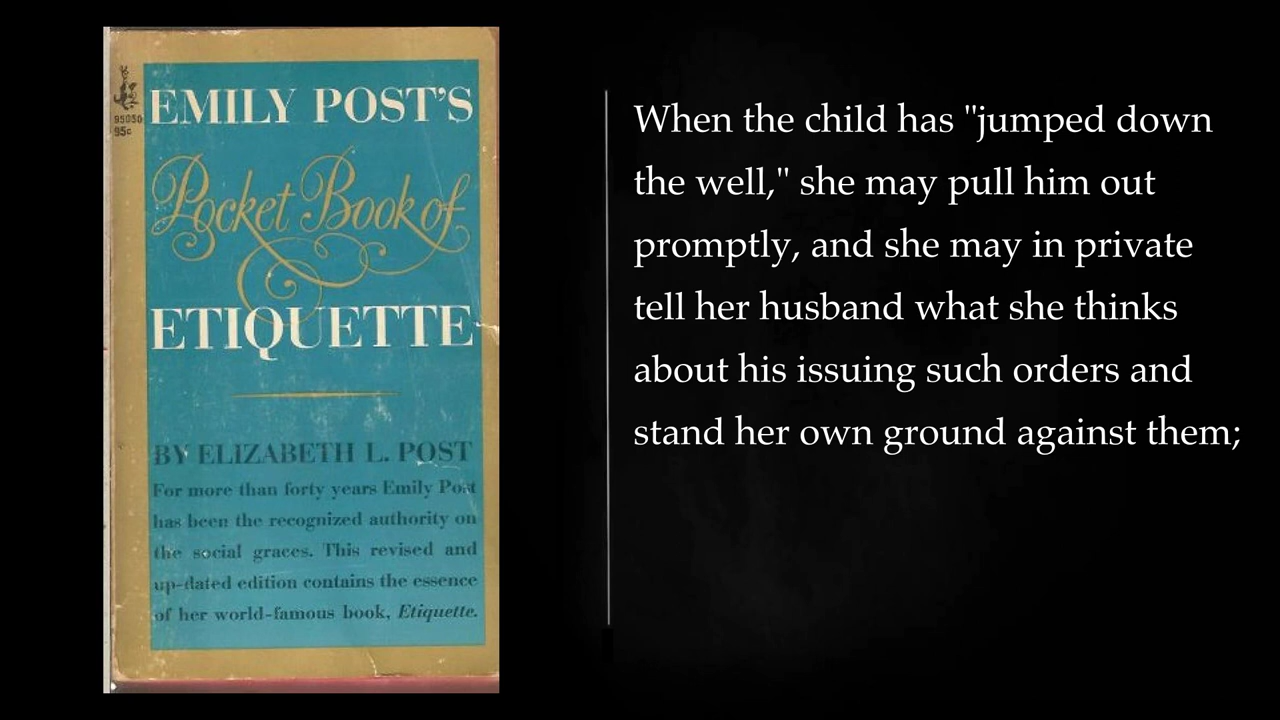 95050
95c
EMILY POST'S
Pocket Book of
ETIQUETTE
BY ELIZABETH L. POST
For more than forty years Emily Post
has been the recognized authority on
the social graces. This revised and
up-dated edition contains the essence
of her world-famous book, Etiquette.
When the child has "jumped down
the well," she may pull him out
promptly, and she may in private
tell her husband what she thinks
about his issuing such orders and
stand her own ground against them;